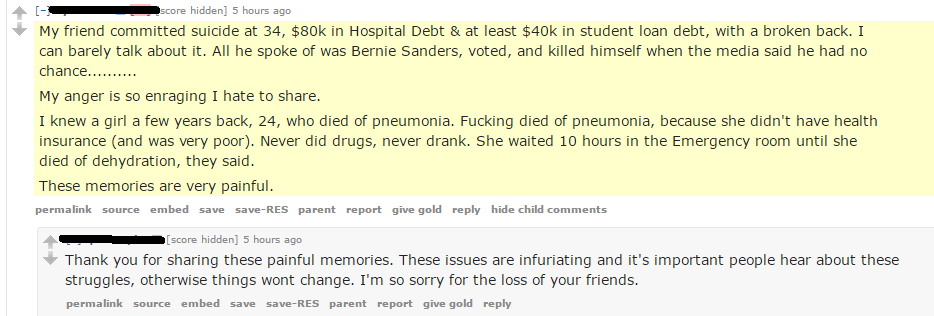 [-] [score hidden] 5 hours ago
My friend committed suicide at 34, $80k in Hospital Debt & at least $40k in student loan debt, with a broken back. I
can barely talk about it. All he spoke of was Bernie Sanders, voted, and killed himself when the media said he had no
chance..........
My anger is so enraging I hate to share.
I knew a girl a few years back, 24, who died of pneumonia. Fucking died of pneumonia, because she didn't have health
insurance (and was very poor). Never did drugs, never drank. She waited 10 hours in the Emergency room until she
died of dehydration, they said.
These memories are very painful.
permalink source embed save save-RES parent report give gold reply hide child comments
[score hidden] 5 hours ago
Thank you for sharing these painful memories. These issues are infuriating and it's important people hear about these
struggles, otherwise things wont change. I'm so sorry for the loss of your friends.
permalink source embed save save-RES parent report give gold reply